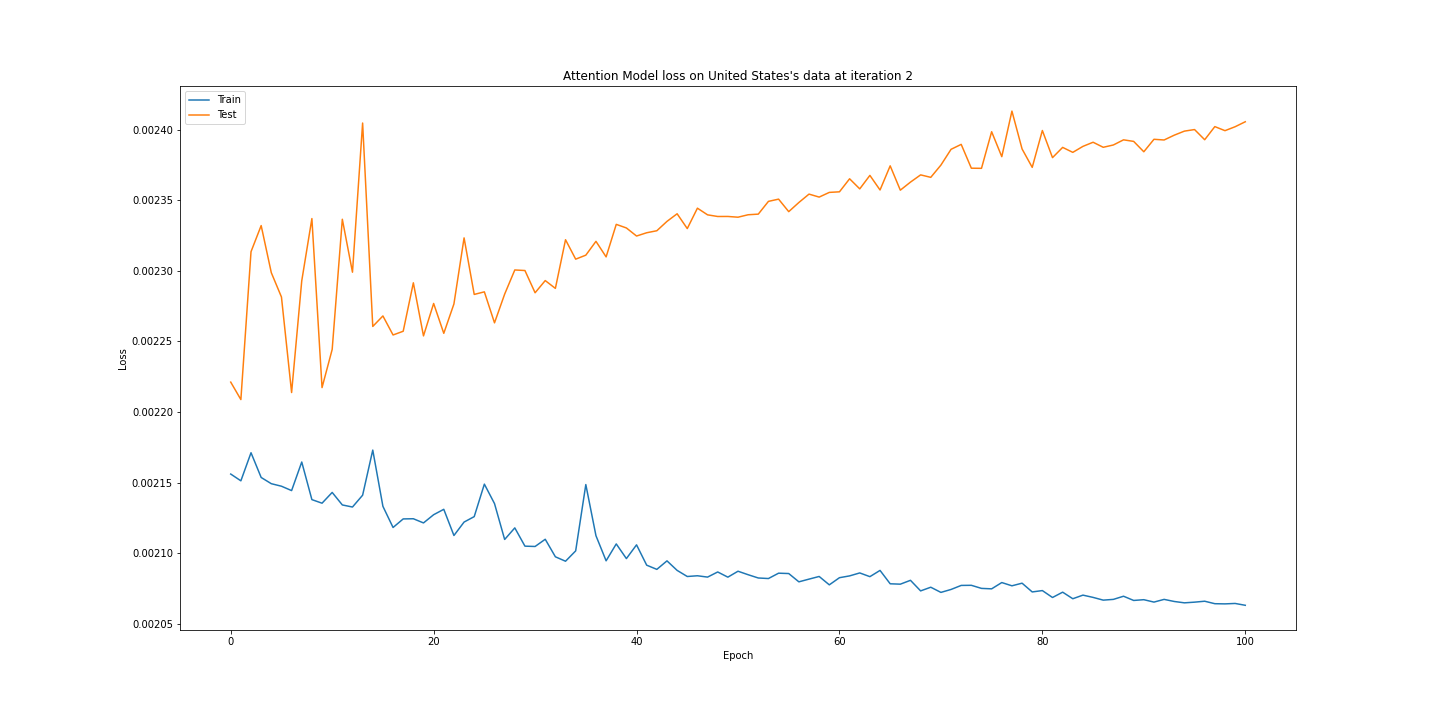 Attention Model loss on United States's data at iteration 2
Train
Test
0.00240
0.00235
0.00230
0.00225
0.00220
0.00215
0.00210
0.00205
Loss
0 20 40 60 80 100
Epoch